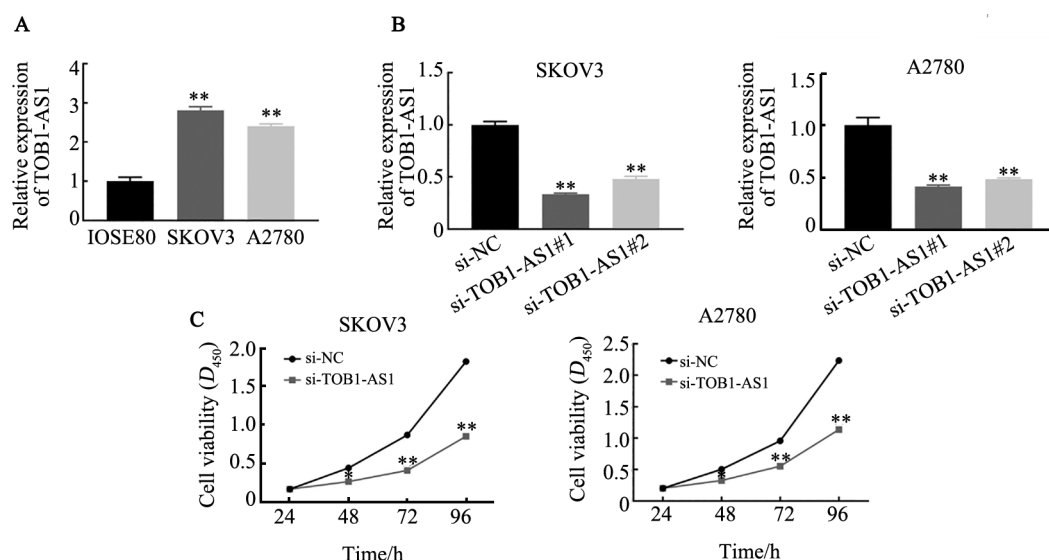 A
Relative expression
of TOB1-AS1
4
3
2
1
0
**
**
IOSE80
SKOV3
A2780
B
SKOV3
Relative expression
of TOB1-AS1
1.5
1.0
0.5
0
**
**
si-NC
si-TOB1-AS1#1
si-TOB1-AS1#2
A2780
Relative expression
of TOB1-AS1
1.5
1.0
0.5
0
**
**
si-NC
si-TOB1-AS1#1
si-TOB1-AS1#2
C
SKOV3
Cell viability (D450)
2.0
1.5
1.0
0.5
0
si-NC
si-TOB1-AS1
*
**
**
24
48
72
96
Time/h
A2780
Cell viability (D450)
2.5
2.0
1.5
1.0
0.5
0
si-NC
si-TOB1-AS1
*
**
**
24
48
72
96
Time/h